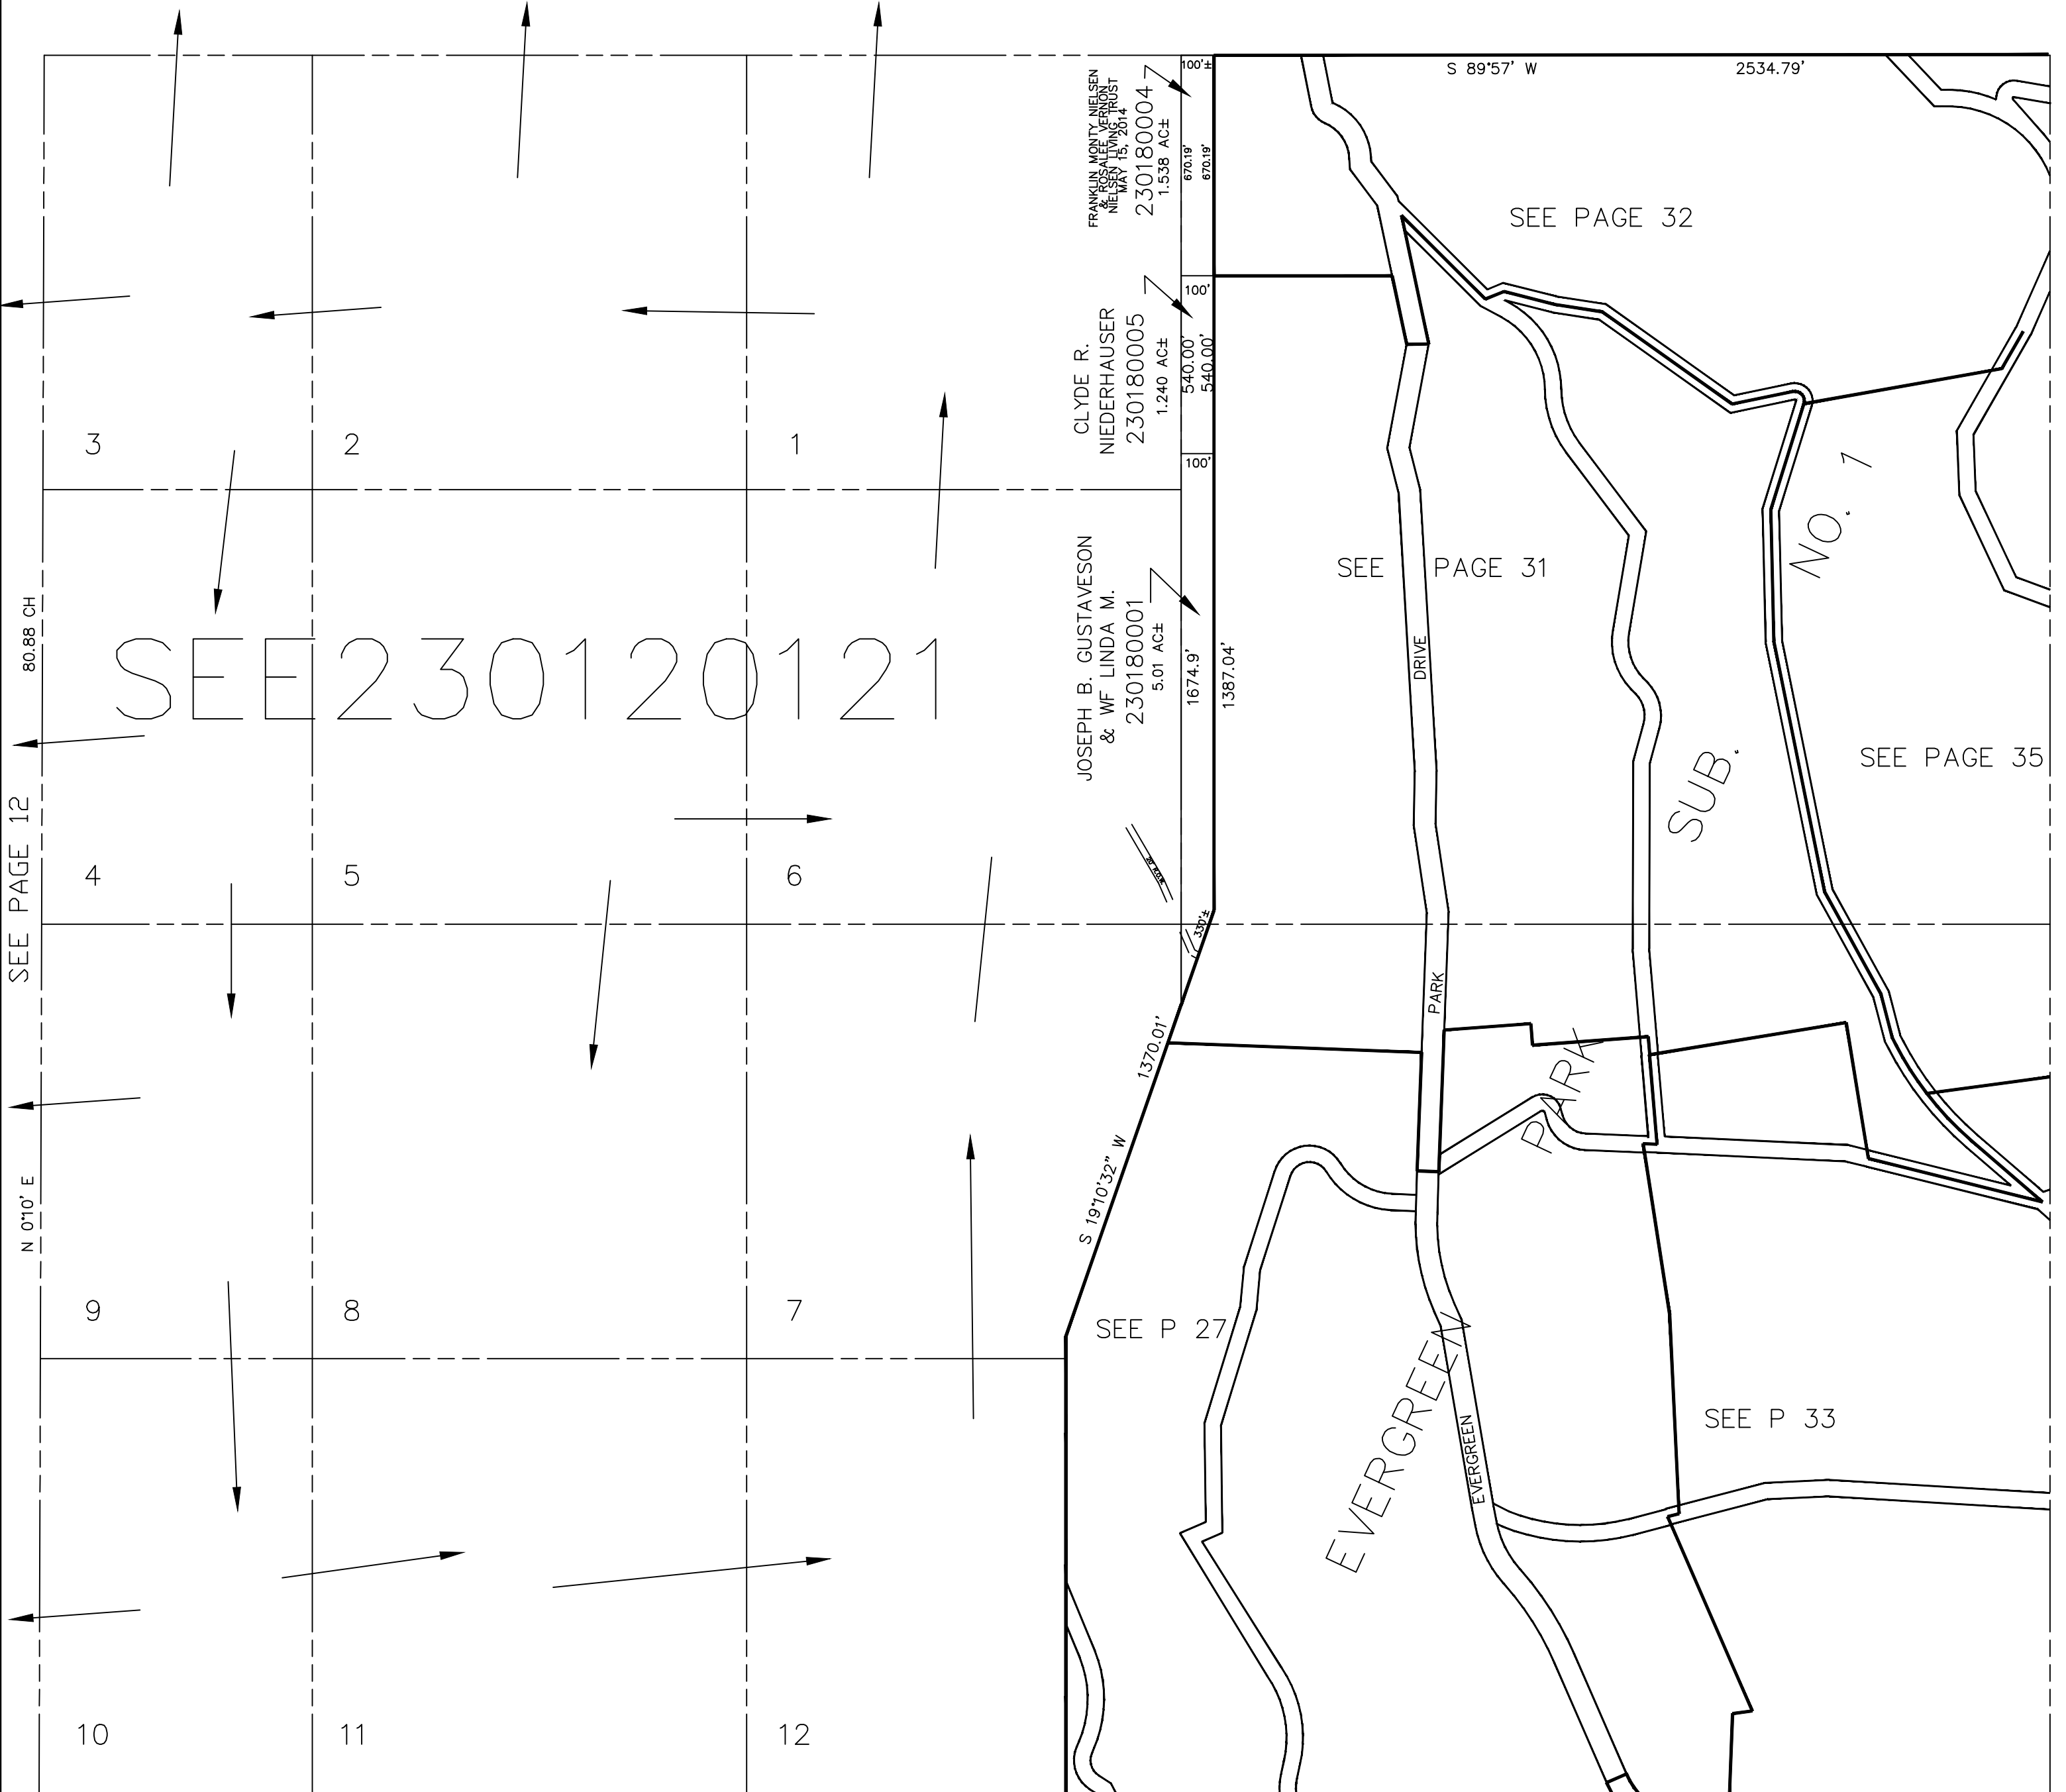 S 89°57' W
2534.79'
100'±
FRANKLIN MONTY NIELSEN
& ROSALEE VERNON
NIELSEN LIVING TRUST
MAY 15, 2014
230180004
1.538 AC±
670.19'
670.19'
SEE PAGE 32
100'
CLYDE R.
NIEDERHAUSER
230180005
1.240 AC±
540.00'
540.00'
100'
3
2
1
NO. 1
SEE PAGE 31
JOSEPH B. GUSTAVESON
& WF LINDA M.
230180001
5.01 AC±
1674.9'
1387.04'
80.88 CH
SEE230120121
DRIVE
SUB.
SEE PAGE 35
SEE PAGE 12
20' R.O.W.
4
5
6
330'±
PARK
1370.01'
PARK
S 19°10'32" W
N 0°10' E
9
8
7
SEE P 27
EVERGREEN
EVERGREEN
SEE P 33
10
11
12